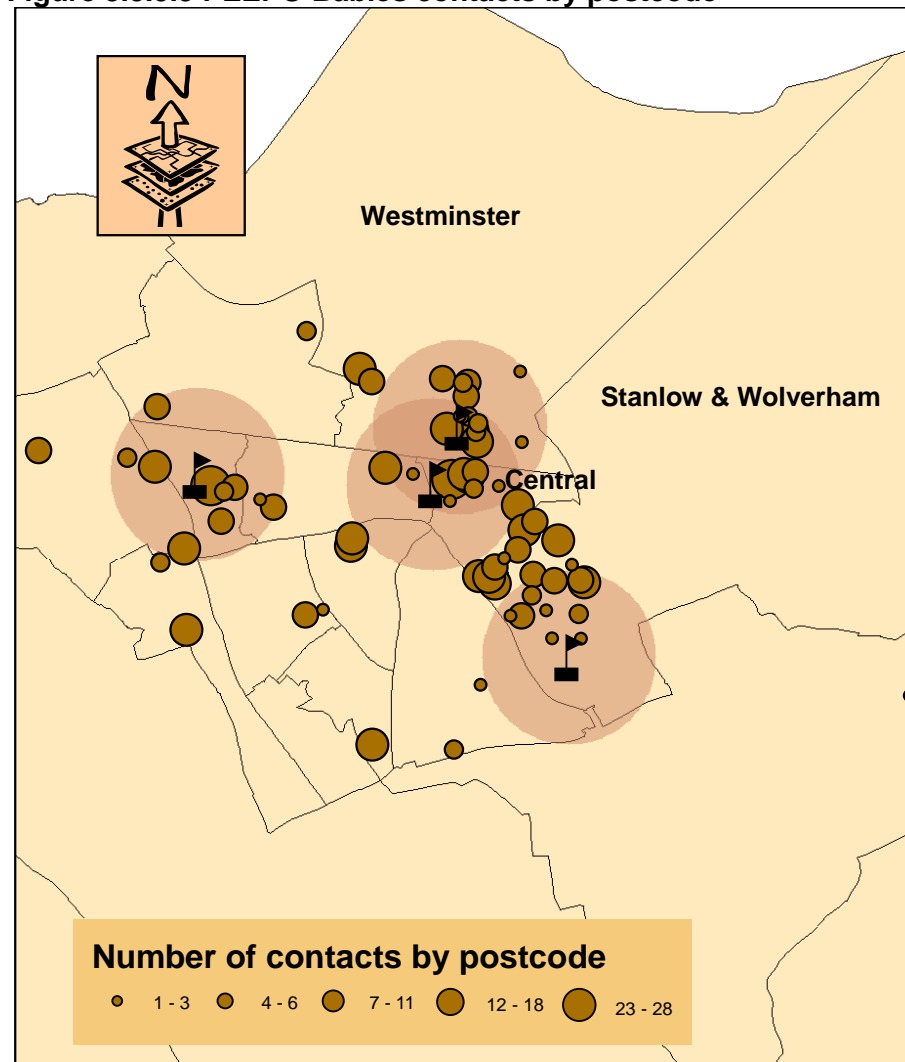 N
Westminster
Stanlow & Wolverham
Central
Number of contacts by postcode
1 - 3
4 - 6
7 - 11
12 - 18
23 - 28